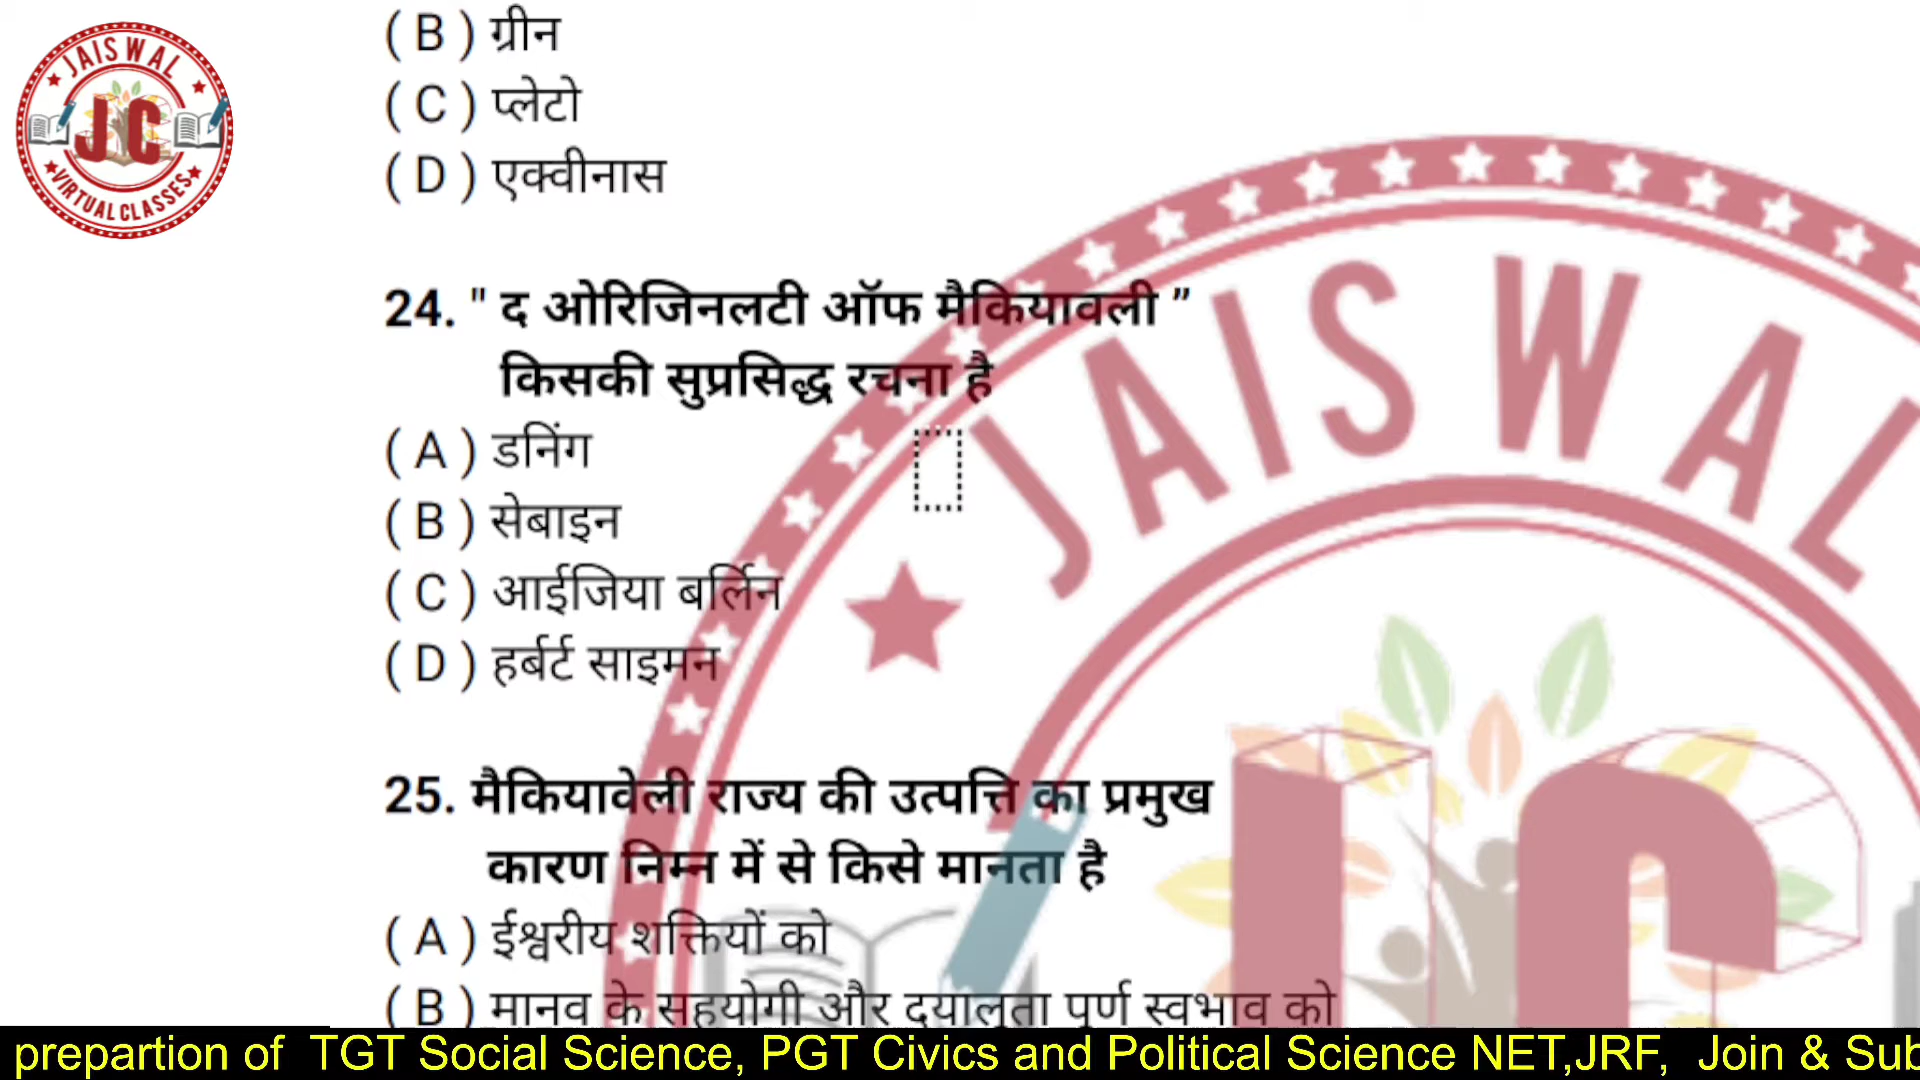 ( B ) ग्रीन
( C ) प्लेटो
( D ) एक्वीनास
24. " द ओरिजिनलटी ऑफ मैकियावली ”
किसकी सुप्रसिद्ध रचना है
( A ) डनिंग
( B ) सेबाइन
( C ) आईजिया बर्लिन
( D ) हर्बर्ट साइमन
25. मैकियावेली राज्य की उत्पत्ति का प्रमुख
कारण निम्न में से किसे मानता है
( A ) ईश्वरीय शक्तियों को
( B ) मानव के सहयोगी और दयालुता पूर्ण स्वभाव को
prepartion of TGT Social Science, PGT Civics and Political Science NET,JRF, Join & Sub
JAISWAL
JC
VIRTUAL CLASSES
JAISWAL